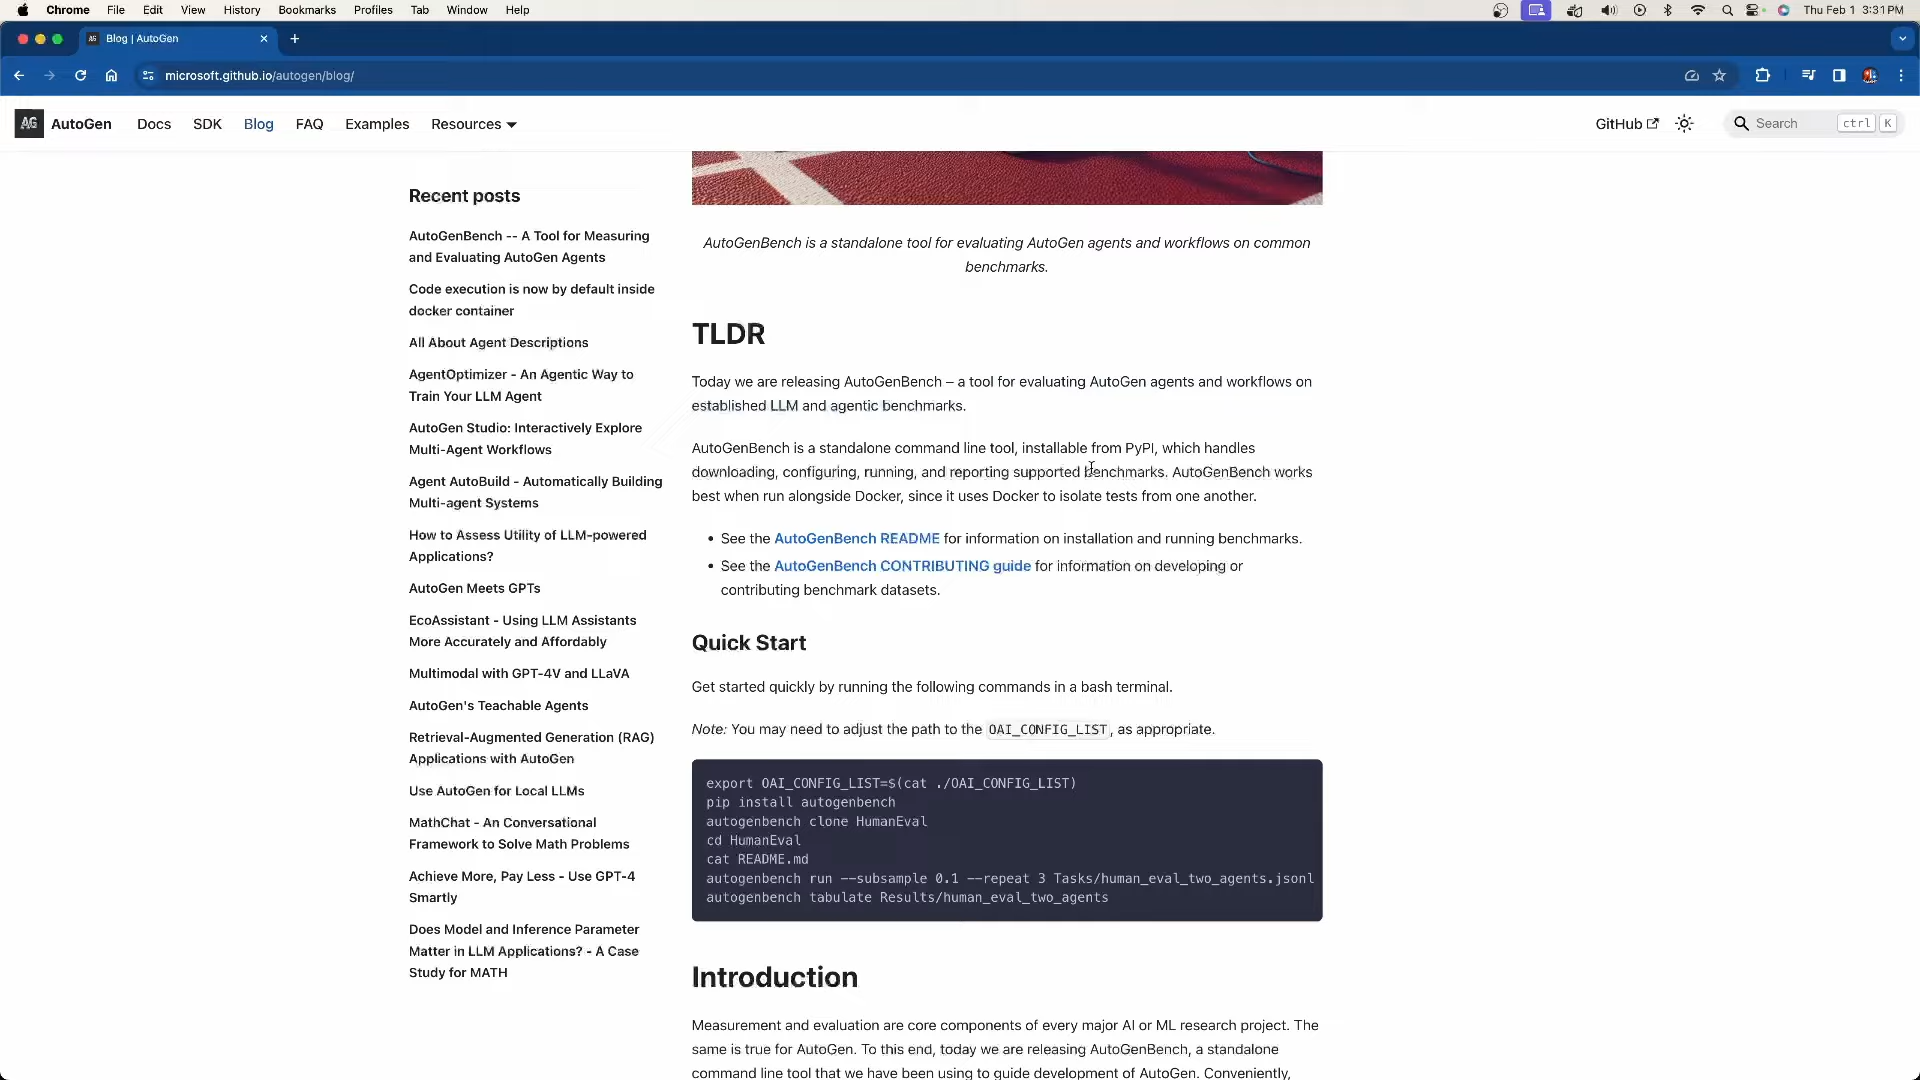 Chrome File Edit View History Bookmarks Profiles Tab Window Help Thu Feb 1 3:31 PM
Blog | AutoGen
microsoft.github.io/autogen/blog/
AG AutoGen Docs SDK Blog FAQ Examples Resources GitHub Search ctrl K
Recent posts
AutoGenBench -- A Tool for Measuring
and Evaluating AutoGen Agents
Code execution is now by default inside
docker container
All About Agent Descriptions
AgentOptimizer - An Agentic Way to
Train Your LLM Agent
AutoGen Studio: Interactively Explore
Multi-Agent Workflows
Agent AutoBuild - Automatically Building
Multi-agent Systems
How to Assess Utility of LLM-powered
Applications?
AutoGen Meets GPTs
EcoAssistant - Using LLM Assistants
More Accurately and Affordably
Multimodal with GPT-4V and LLaVA
AutoGen's Teachable Agents
Retrieval-Augmented Generation (RAG)
Applications with AutoGen
Use AutoGen for Local LLMs
MathChat - An Conversational
Framework to Solve Math Problems
Achieve More, Pay Less - Use GPT-4
Smartly
Does Model and Inference Parameter
Matter in LLM Applications? - A Case
Study for MATH
AutoGenBench is a standalone tool for evaluating AutoGen agents and workflows on common
benchmarks.
TLDR
Today we are releasing AutoGenBench – a tool for evaluating AutoGen agents and workflows on
established LLM and agentic benchmarks.
AutoGenBench is a standalone command line tool, installable from PyPI, which handles
downloading, configuring, running, and reporting supported benchmarks. AutoGenBench works
best when run alongside Docker, since it uses Docker to isolate tests from one another.
• See the AutoGenBench README for information on installation and running benchmarks.
• See the AutoGenBench CONTRIBUTING guide for information on developing or
contributing benchmark datasets.
Quick Start
Get started quickly by running the following commands in a bash terminal.
Note: You may need to adjust the path to the OAI_CONFIG_LIST, as appropriate.
export OAI_CONFIG_LIST=$(cat ./OAI_CONFIG_LIST)
pip install autogenbench
autogenbench clone HumanEval
cd HumanEval
cat README.md
autogenbench run --subsample 0.1 --repeat 3 Tasks/human_eval_two_agents.jsonl
autogenbench tabulate Results/human_eval_two_agents
Introduction
Measurement and evaluation are core components of every major AI or ML research project. The
same is true for AutoGen. To this end, today we are releasing AutoGenBench, a standalone
command line tool that we have been using to guide development of AutoGen. Conveniently,